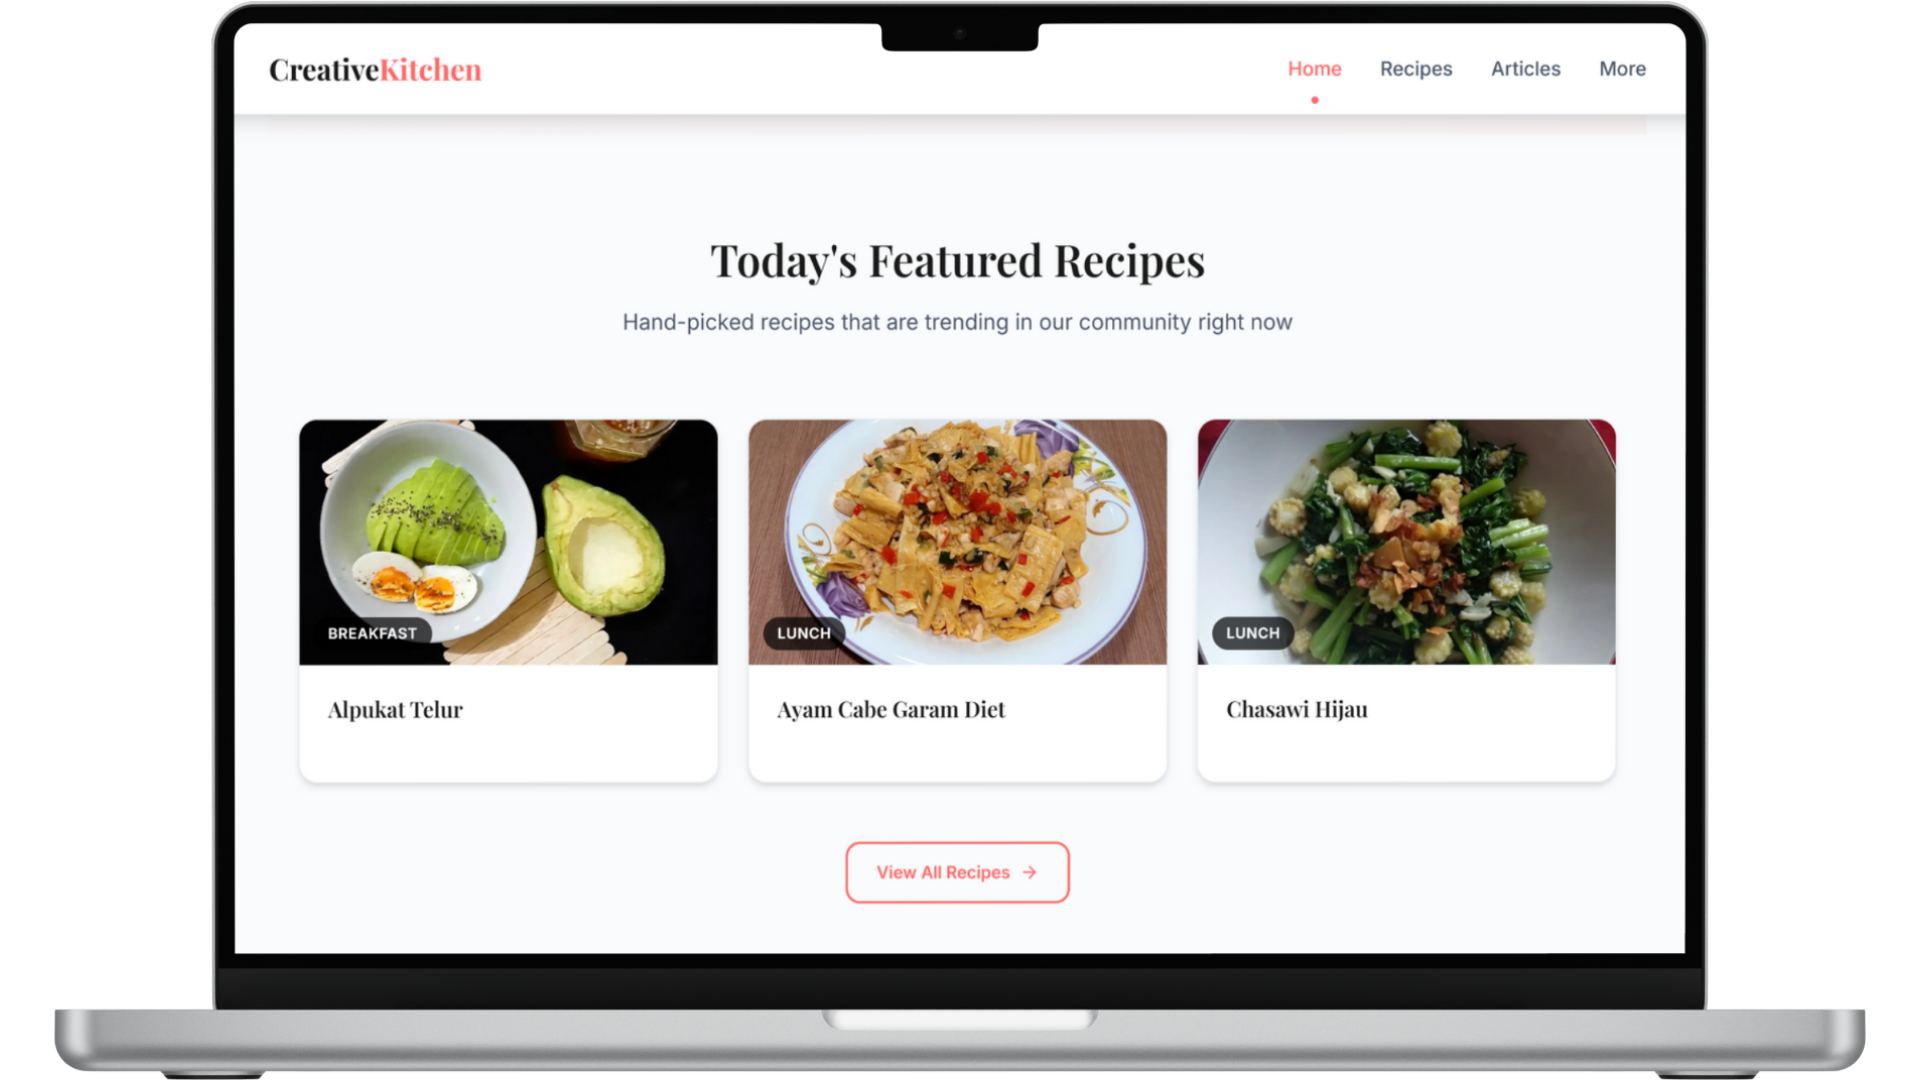 CreativeKitchen
Home Recipes Articles More
Today's Featured Recipes
Hand-picked recipes that are trending in our community right now
BREAKFAST
Alpukat Telur
LUNCH
Ayam Cabe Garam Diet
LUNCH
Chasawi Hijau
View All Recipes →